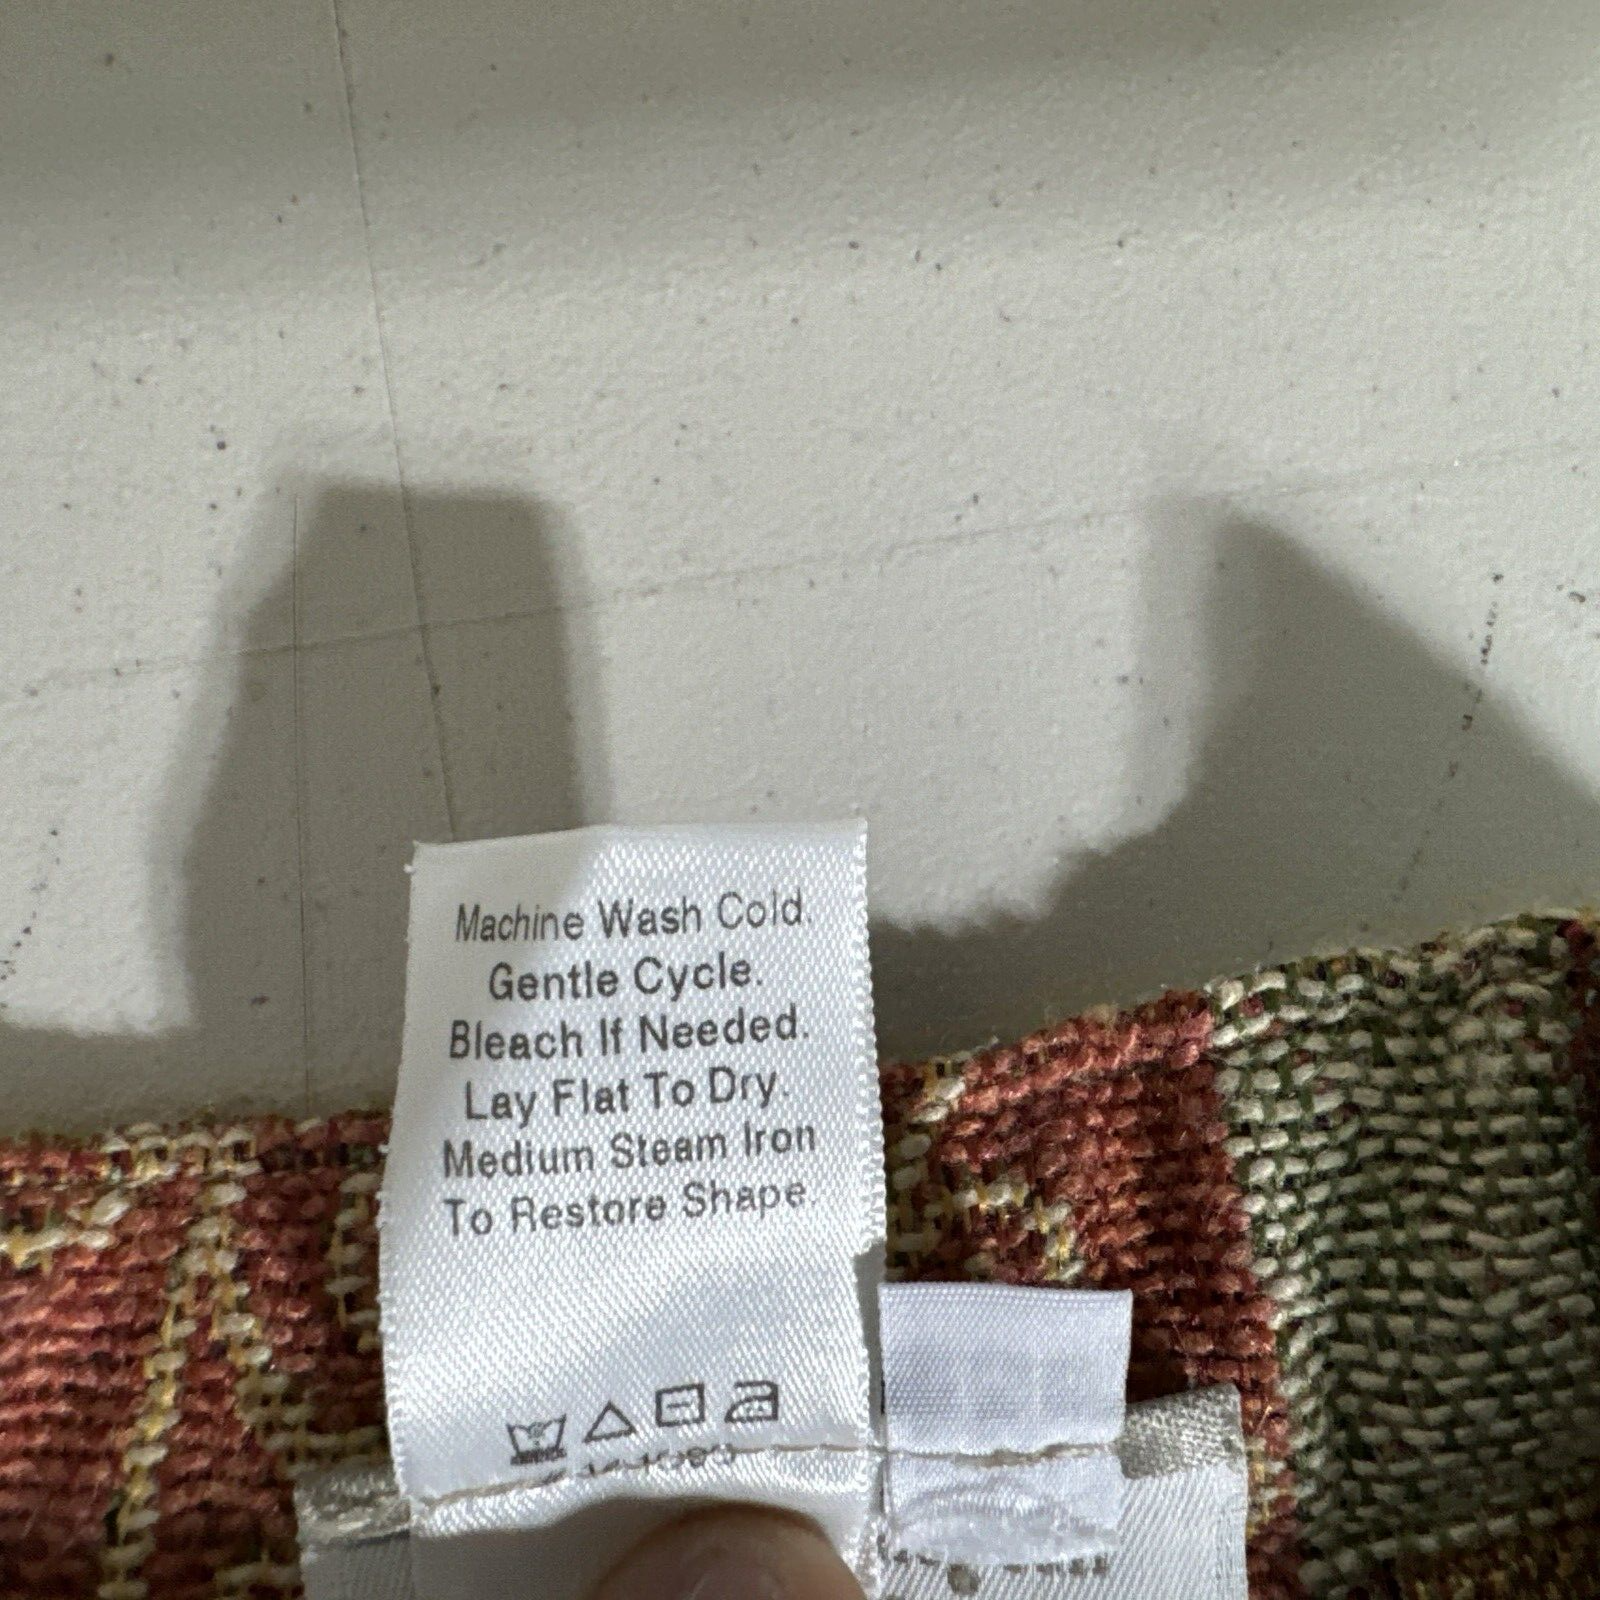 Machine Wash Cold.
Gentle Cycle.
Bleach If Needed.
Lay Flat To Dry.
Medium Steam Iron
To Restore Shape.